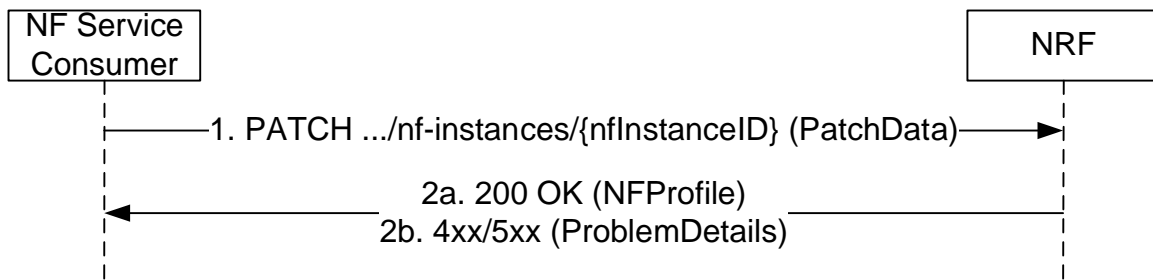 NF Service
Consumer
NRF
1. PATCH .../nf-instances/{nfInstanceID} (PatchData)
2a. 200 OK (NFProfile)
2b. 4xx/5xx (ProblemDetails)